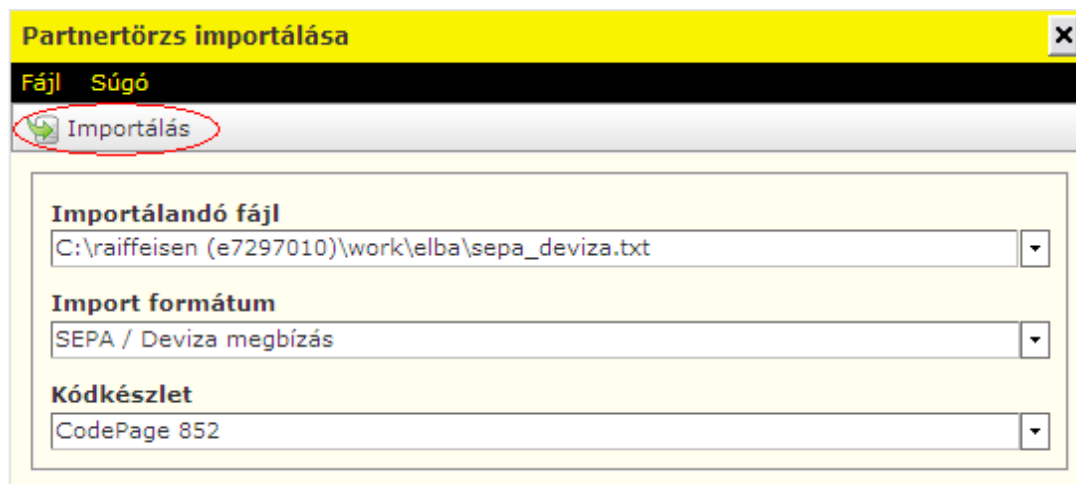 Partnertörzs importálása
Fájl Súgó
Importálás
Importálandó fájl
C:\raiffeisen (e7297010)\work\elba\sepa_deviza.txt
Import formátum
SEPA / Deviza megbízás
Kódkészlet
CodePage 852